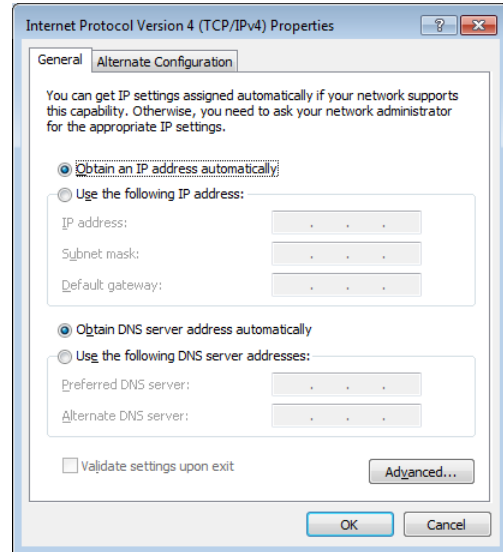 Internet Protocol Version 4 (TCP/IPv4) Properties
General
Alternate Configuration
You can get IP settings assigned automatically if your network supports
this capability. Otherwise, you need to ask your network administrator
for the appropriate IP settings.
Obtain an IP address automatically
Use the following IP address:
IP address: . . .
Subnet mask: . . .
Default gateway: . . .
Obtain DNS server address automatically
Use the following DNS server addresses:
Preferred DNS server: . . .
Alternate DNS server: . . .
Validate settings upon exit
Advanced...
OK
Cancel